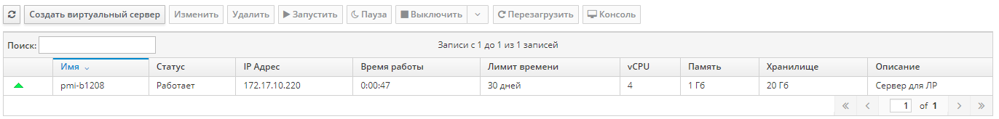 Создать виртуальный сервер Изменить Удалить Запустить Пауза Выключить Перезагрузить Консоль
Поиск: Записи с 1 до 1 из 1 записей
Имя Статус IP Адрес Время работы Лимит времени vCPU Память Хранилище Описание
pmi-b1208 Работает 172.17.10.220 0:00:47 30 дней 4 1 Гб 20 Гб Сервер для ЛР
1 of 1